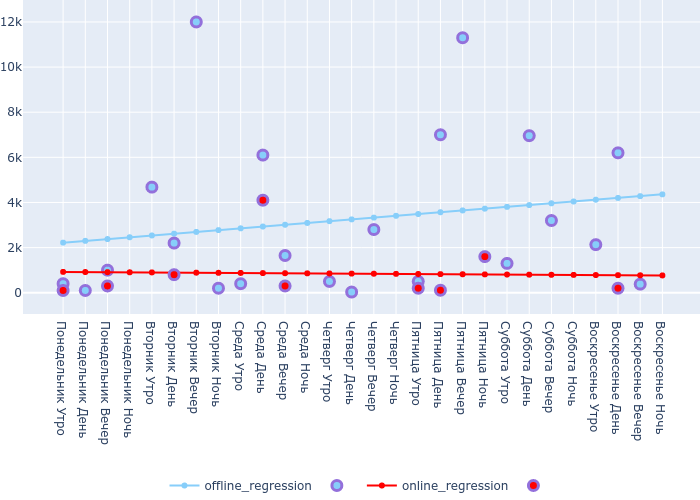 12k
10k
8k
6k
4k
2k
0
Понедельник Утро
Понедельник День
Понедельник Вечер
Понедельник Ночь
Вторник Утро
Вторник День
Вторник Вечер
Вторник Ночь
Среда Утро
Среда День
Среда Вечер
Среда Ночь
Четверг Утро
Четверг День
Четверг Вечер
Четверг Ночь
Пятница Утро
Пятница День
Пятница Вечер
Пятница Ночь
Суббота Утро
Суббота День
Суббота Вечер
Суббота Ночь
Воскресенье Утро
Воскресенье День
Воскресенье Вечер
Воскресенье Ночь
offline_regression
online_regression